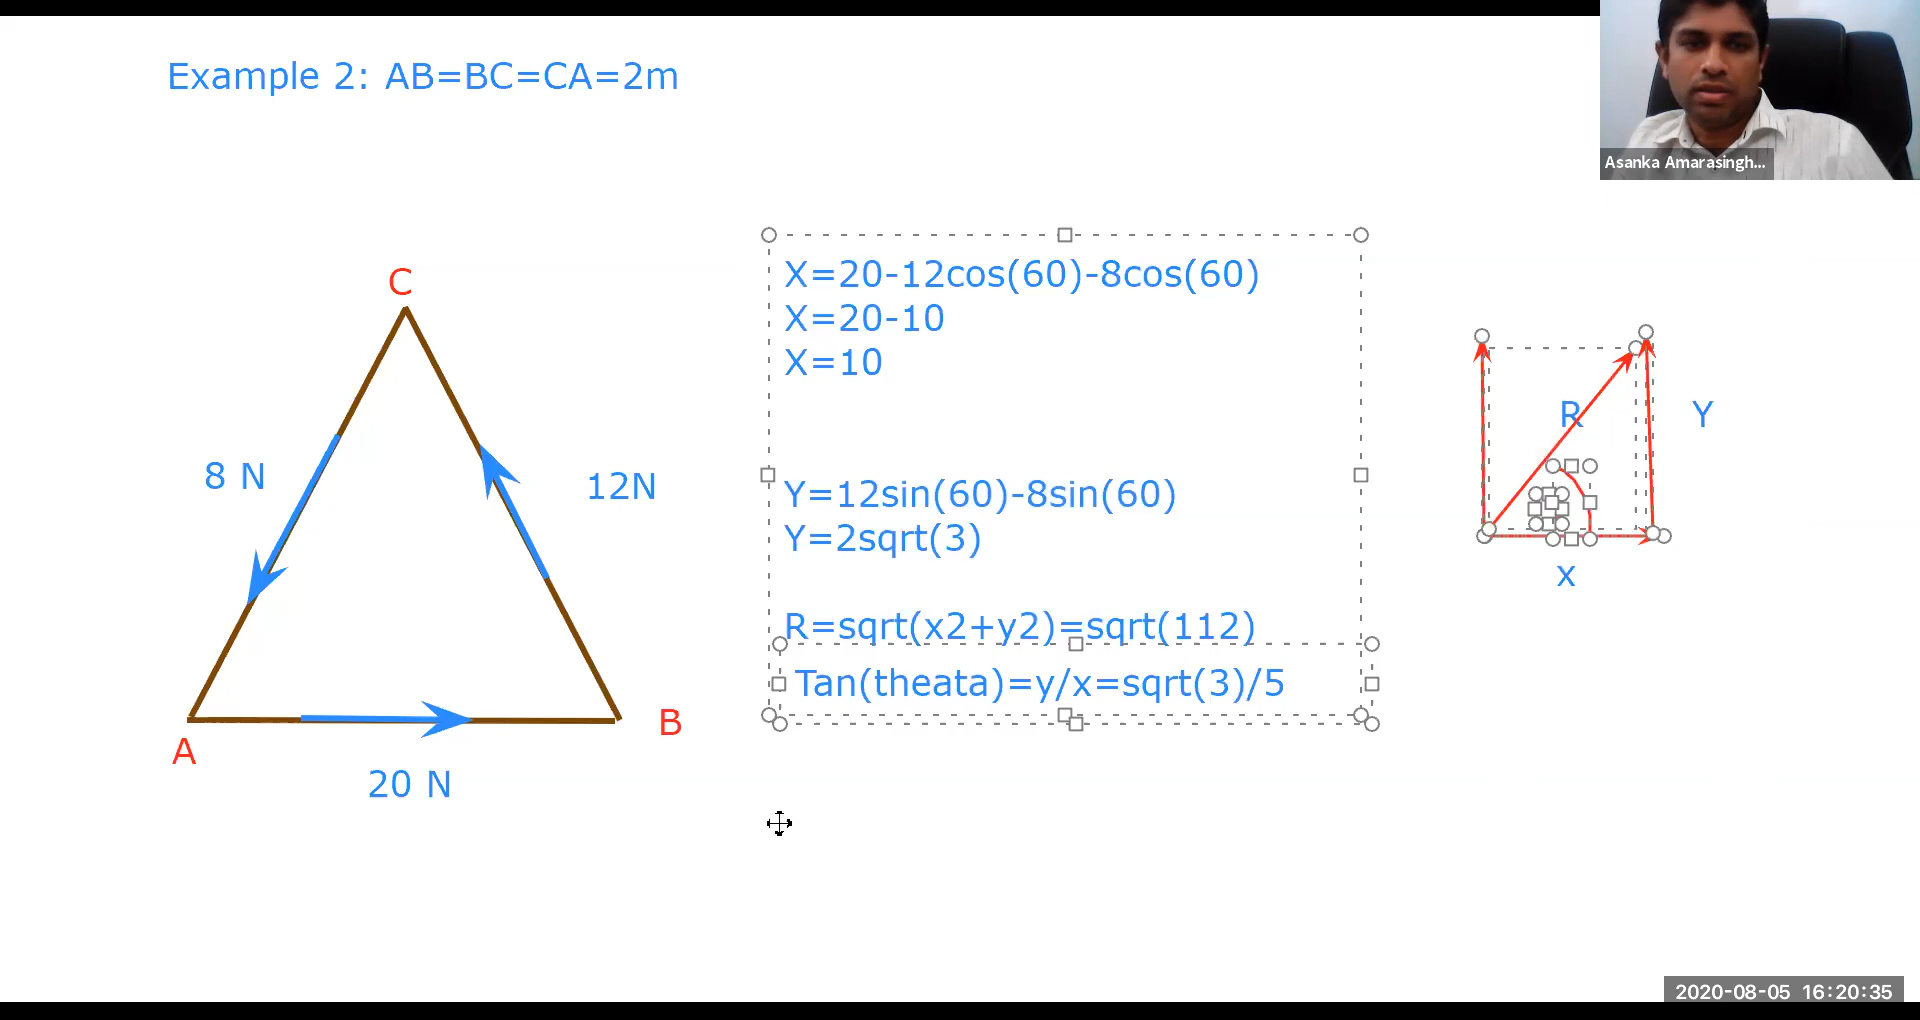 Example 2: AB=BC=CA=2m
Asanka Amarasingh...
C
X=20-12cos(60)-8cos(60)
X=20-10
X=10
R
Y
8 N
12N
Y=12sin(60)-8sin(60)
Y=2sqrt(3)
x
R=sqrt(x2+y2)=sqrt(112)
Tan(theata)=y/x=sqrt(3)/5
B
A
20 N
2020-08-05 16:20:35